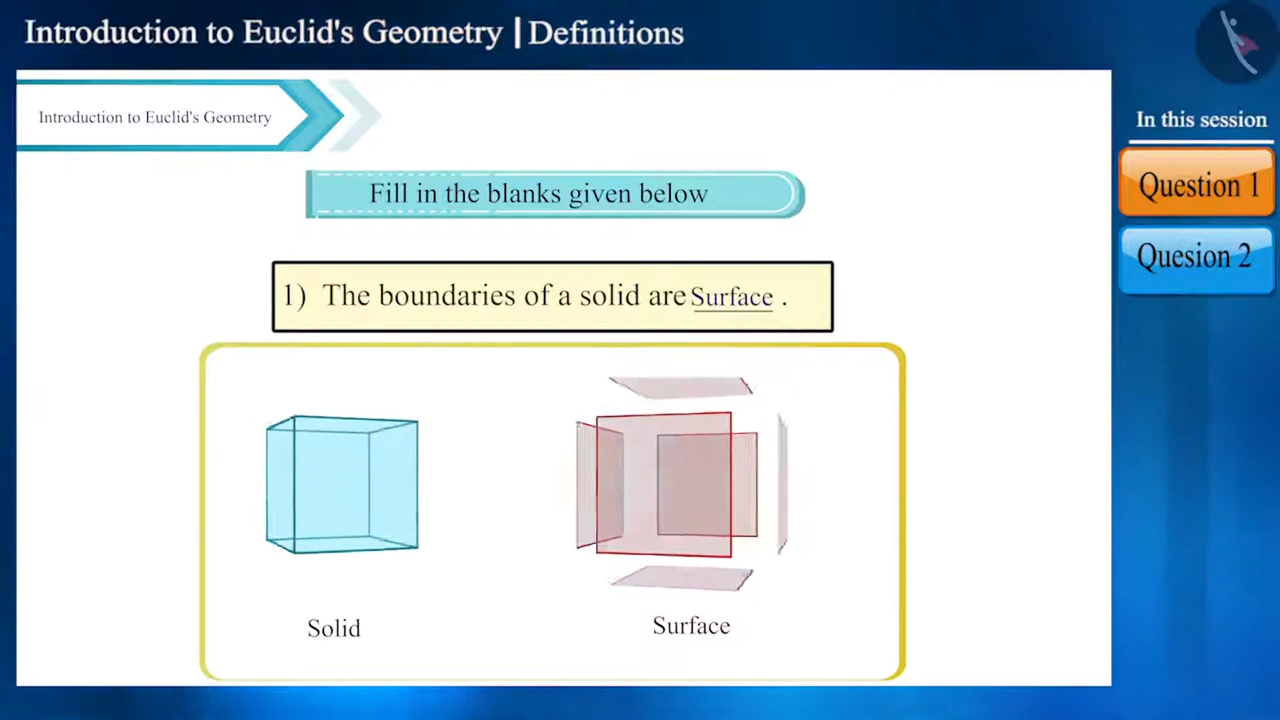 Introduction to Euclid's Geometry | Definitions
Introduction to Euclid's Geometry
In this session
Question 1
Quesion 2
Fill in the blanks given below
1) The boundaries of a solid are Surface .
Solid
Surface